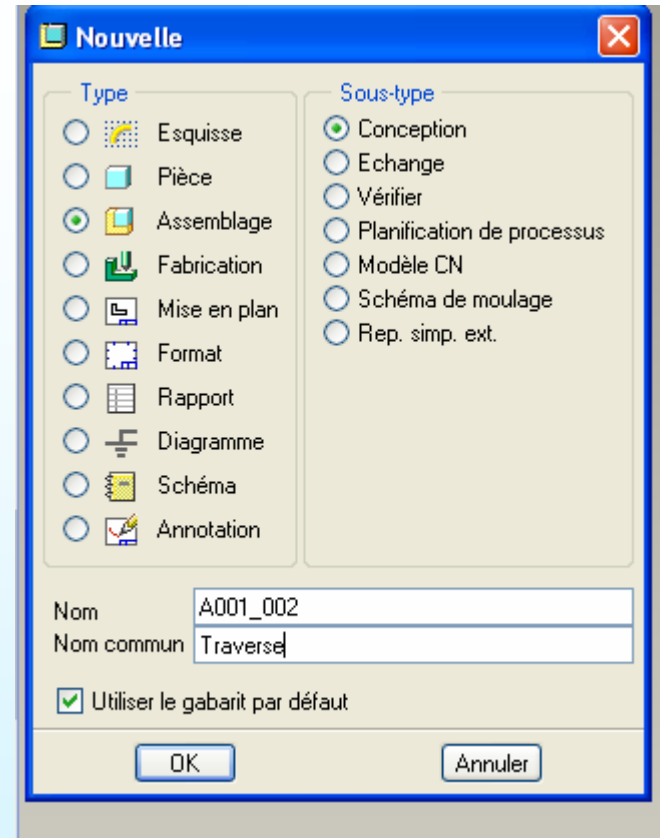 Nouvelle
Type
Esquisse
Pièce
Assemblage
Fabrication
Mise en plan
Format
Rapport
Diagramme
Schéma
Annotation
Sous-type
Conception
Echange
Vérifier
Planification de processus
Modèle CN
Schéma de moulage
Rep. simp. ext.
Nom A001_002
Nom commun Traverse
Utiliser le gabarit par défaut
OK Annuler